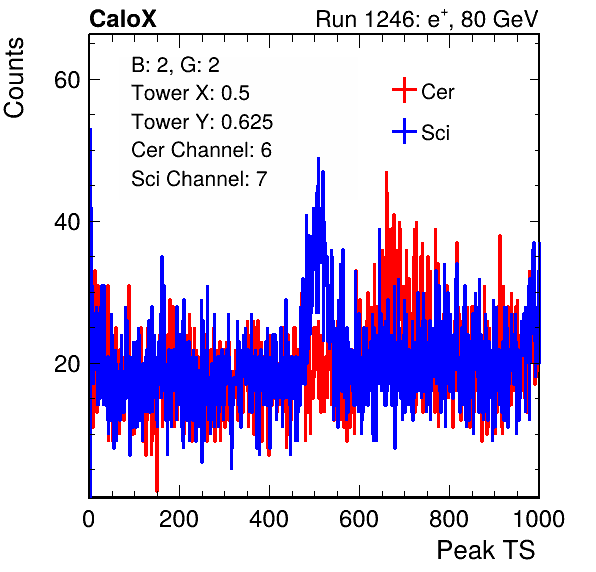 CaloX Run 1246: e⁺, 80 GeV
Counts
B: 2, G: 2
Tower X: 0.5
Tower Y: 0.625
Cer Channel: 6
Sci Channel: 7
Cer
Sci
60
40
20
0 200 400 600 800 1000
Peak TS